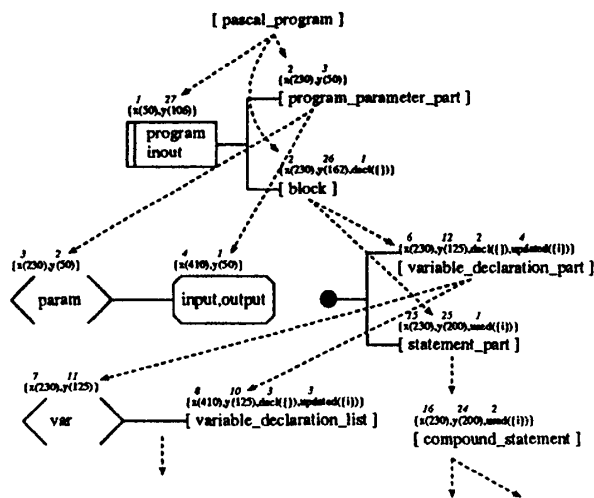 [ pascal_program ]
2 3
{x(230),y(50)}
[ program_parameter_part ]
1 27
{x(50),y(106)}
program
inout
2 26 1
{x(230),y(162),decl({})}
[ block ]
3 2
{x(230),y(50)}
param
4 1
{x(410),y(50)}
input,output
6 12 2 4
{x(230),y(125),decl({}),updated({i})}
[ variable_declaration_part ]
15 25 1
{x(230),y(200),used({i})}
[ statement_part ]
7 11
{x(230),y(125)}
var
8 10 3 3
{x(410),y(125),decl({}),updated({i})}
[ variable_declaration_list ]
16 24 2
{x(230),y(200),used({i})}
[ compound_statement ]